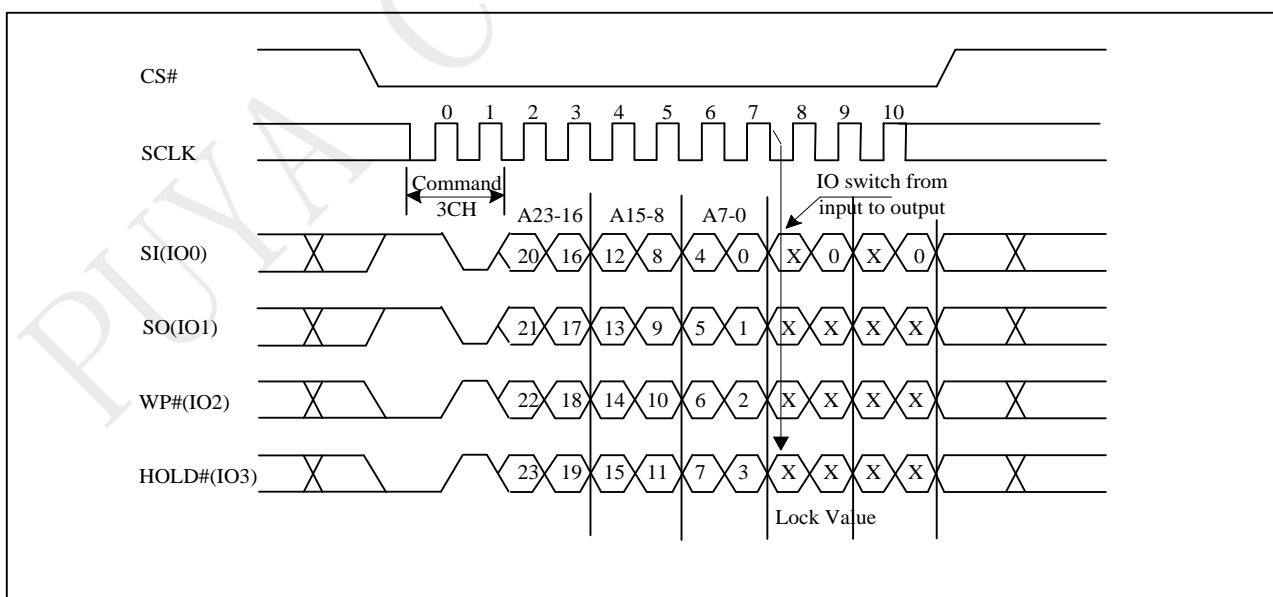 PUYA C
CS#
0 1 2 3 4 5 6 7 8 9 10
SCLK
Command
3CH
IO switch from
input to output
A23-16 A15-8 A7-0
SI(IO0) 20 16 12 8 4 0 X 0 X 0
SO(IO1) 21 17 13 9 5 1 X X X X
WP#(IO2) 22 18 14 10 6 2 X X X X
HOLD#(IO3) 23 19 15 11 7 3 X X X X
Lock Value